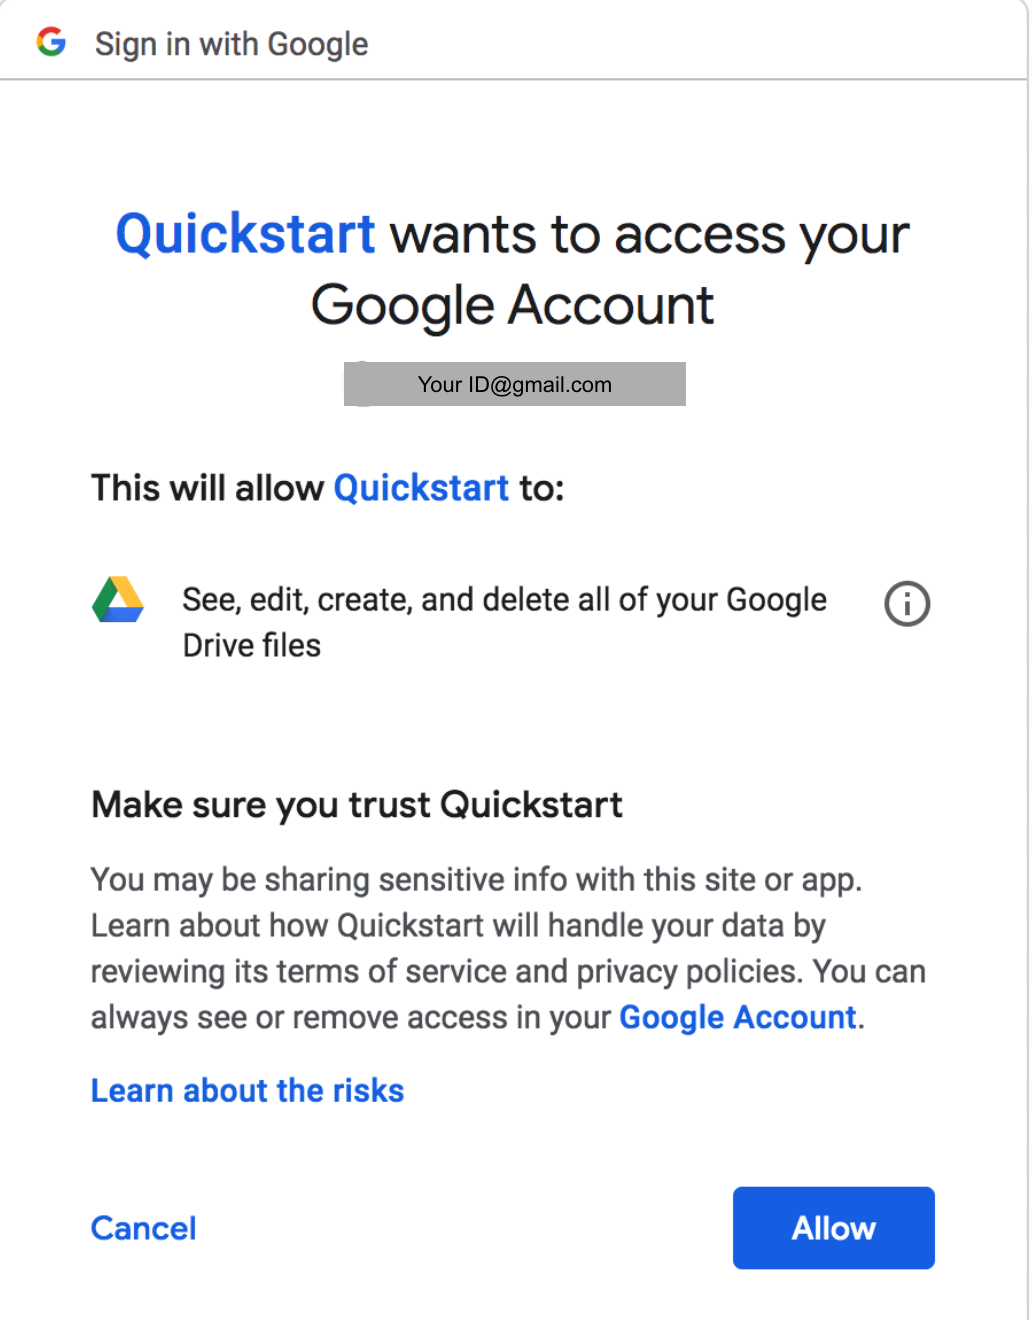 Sign in with Google
Quickstart wants to access your
Google Account
Your ID@gmail.com
This will allow Quickstart to:
See, edit, create, and delete all of your Google
Drive files
Make sure you trust Quickstart
You may be sharing sensitive info with this site or app.
Learn about how Quickstart will handle your data by
reviewing its terms of service and privacy policies. You can
always see or remove access in your Google Account.
Learn about the risks
Cancel
Allow